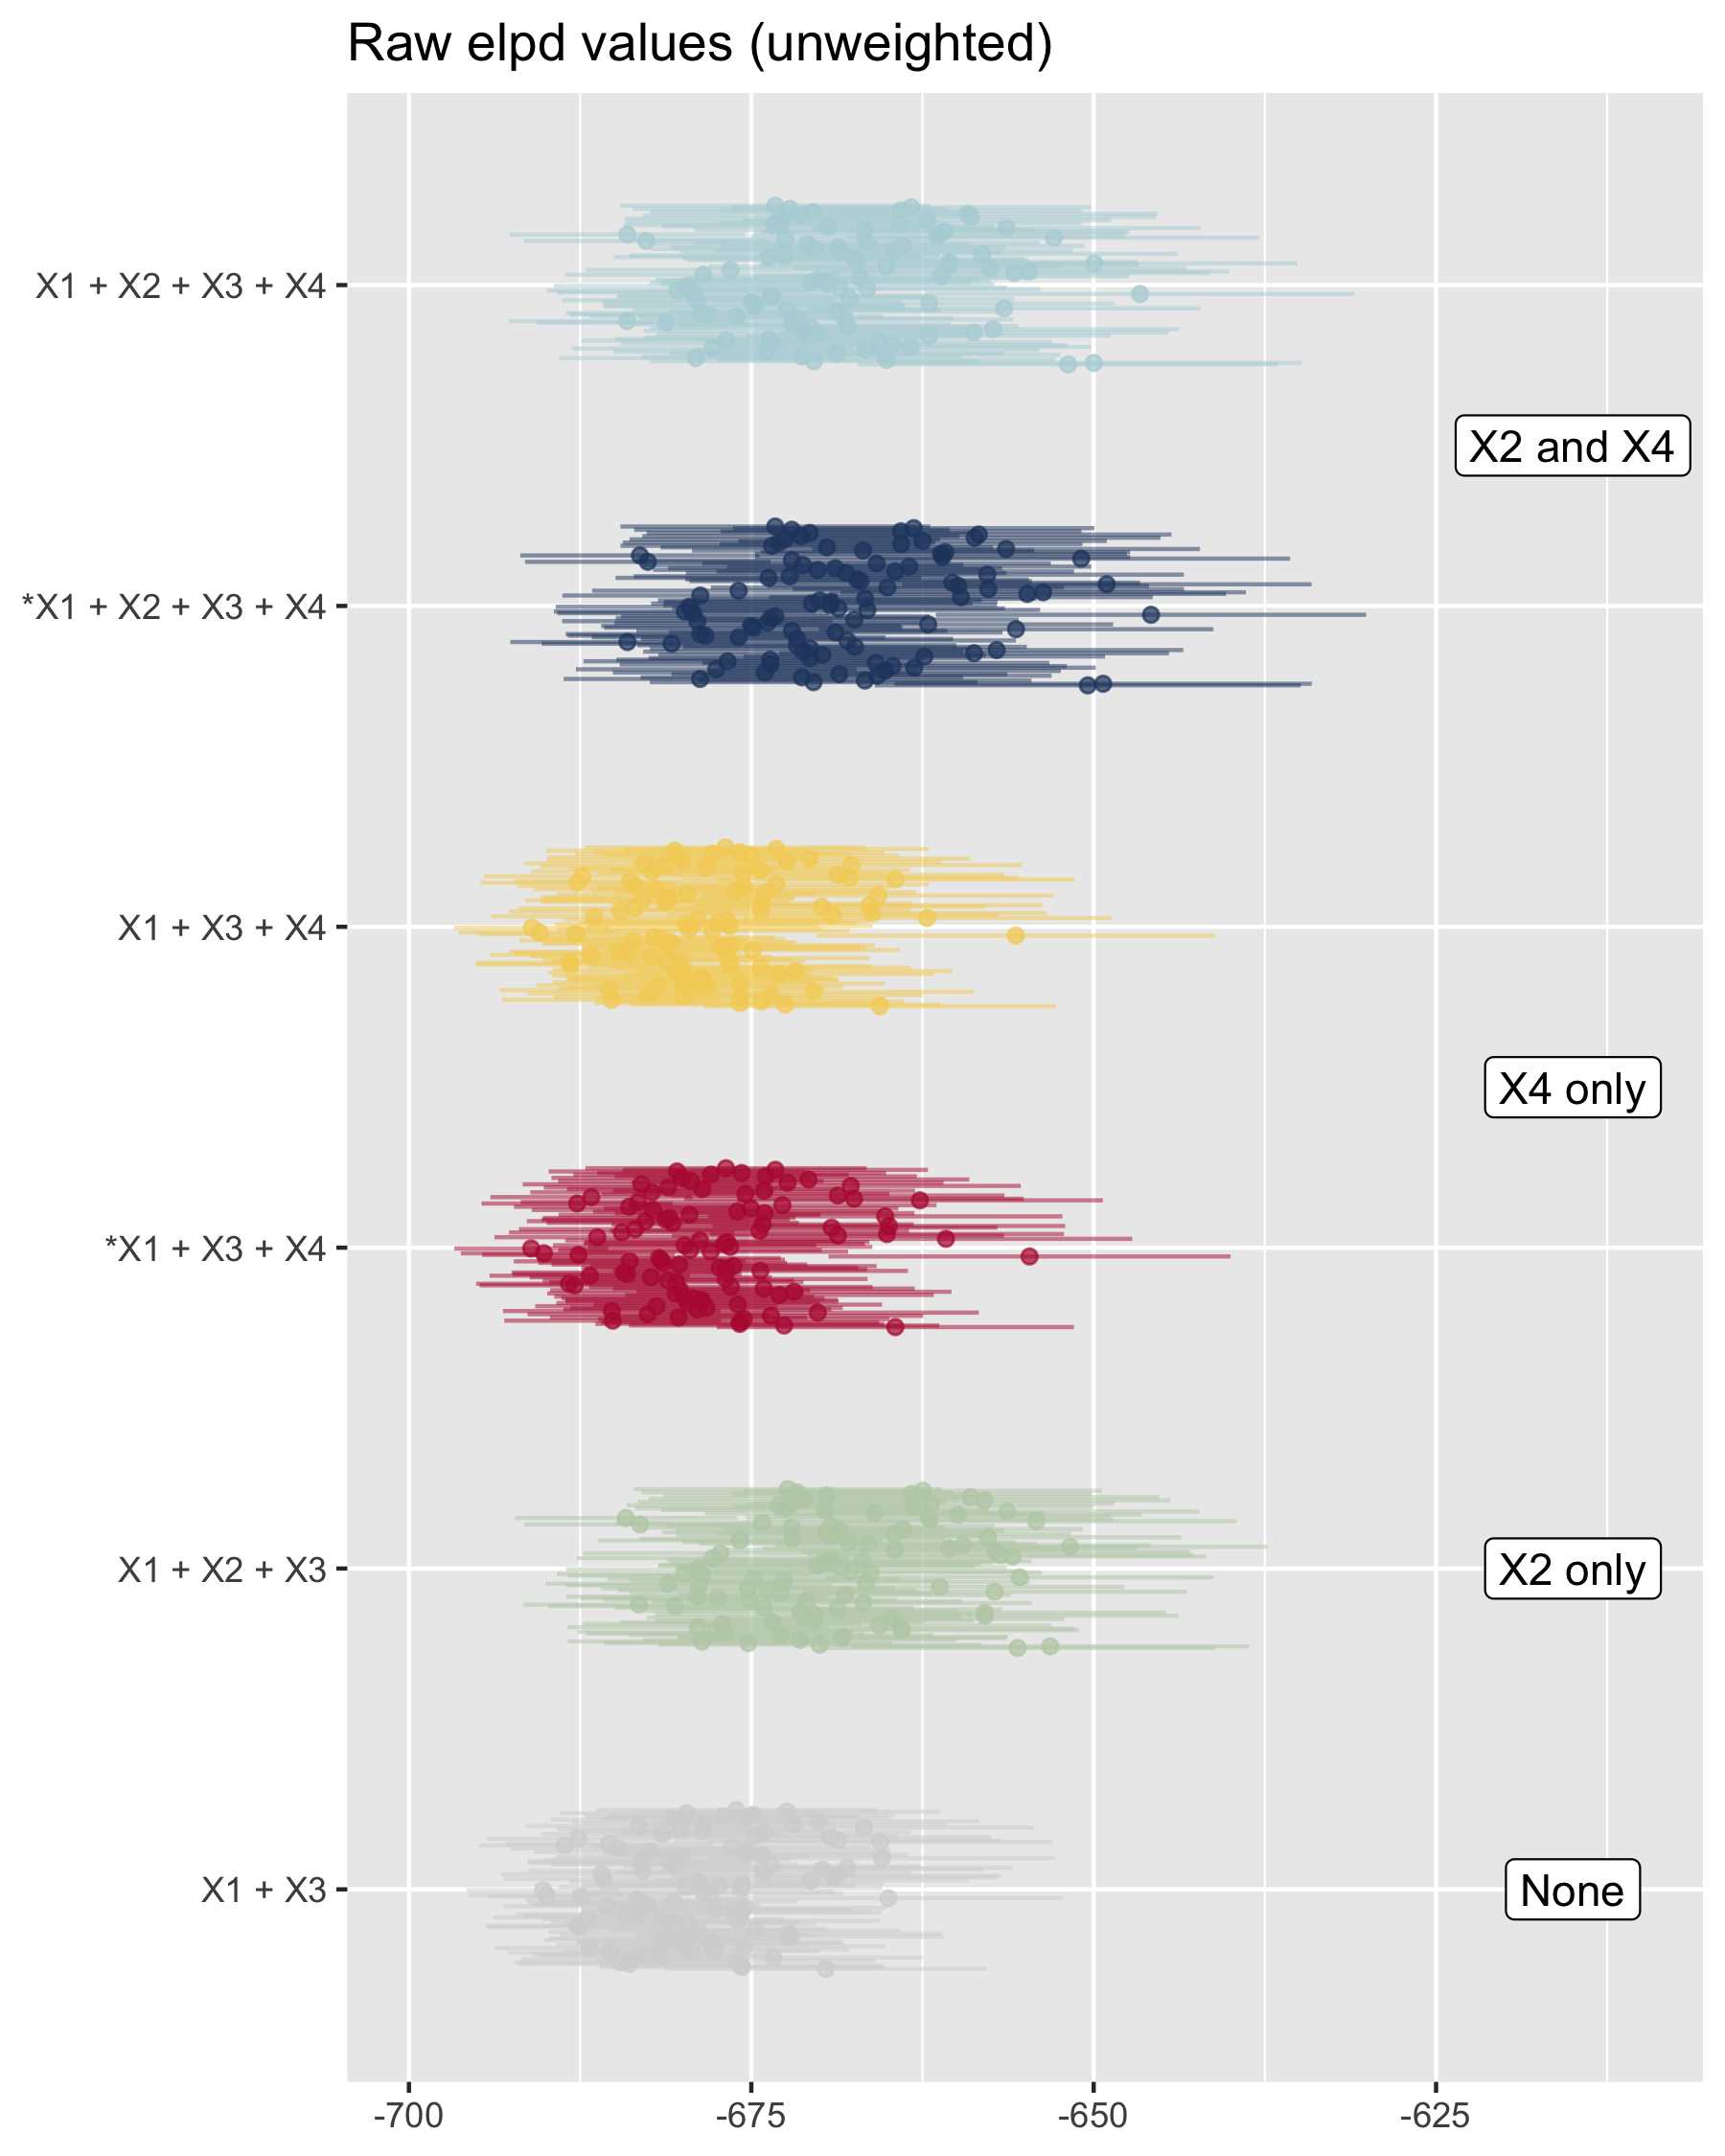 Raw elpd values (unweighted)
X1 + X2 + X3 + X4
X2 and X4
*X1 + X2 + X3 + X4
X1 + X3 + X4
X4 only
*X1 + X3 + X4
X1 + X2 + X3
X2 only
X1 + X3
None
-700 -675 -650 -625